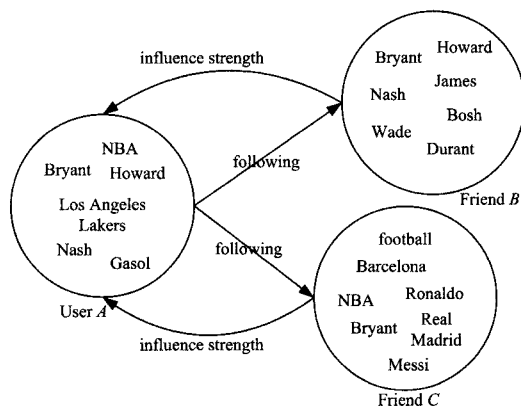 influence strength
Bryant
Howard
James
Nash
Bosh
Wade
Durant
Friend B
following
NBA
Bryant
Howard
Los Angeles
Lakers
Nash
Gasol
User A
following
football
Barcelona
NBA
Ronaldo
Bryant
Real
Madrid
Messi
Friend C
influence strength